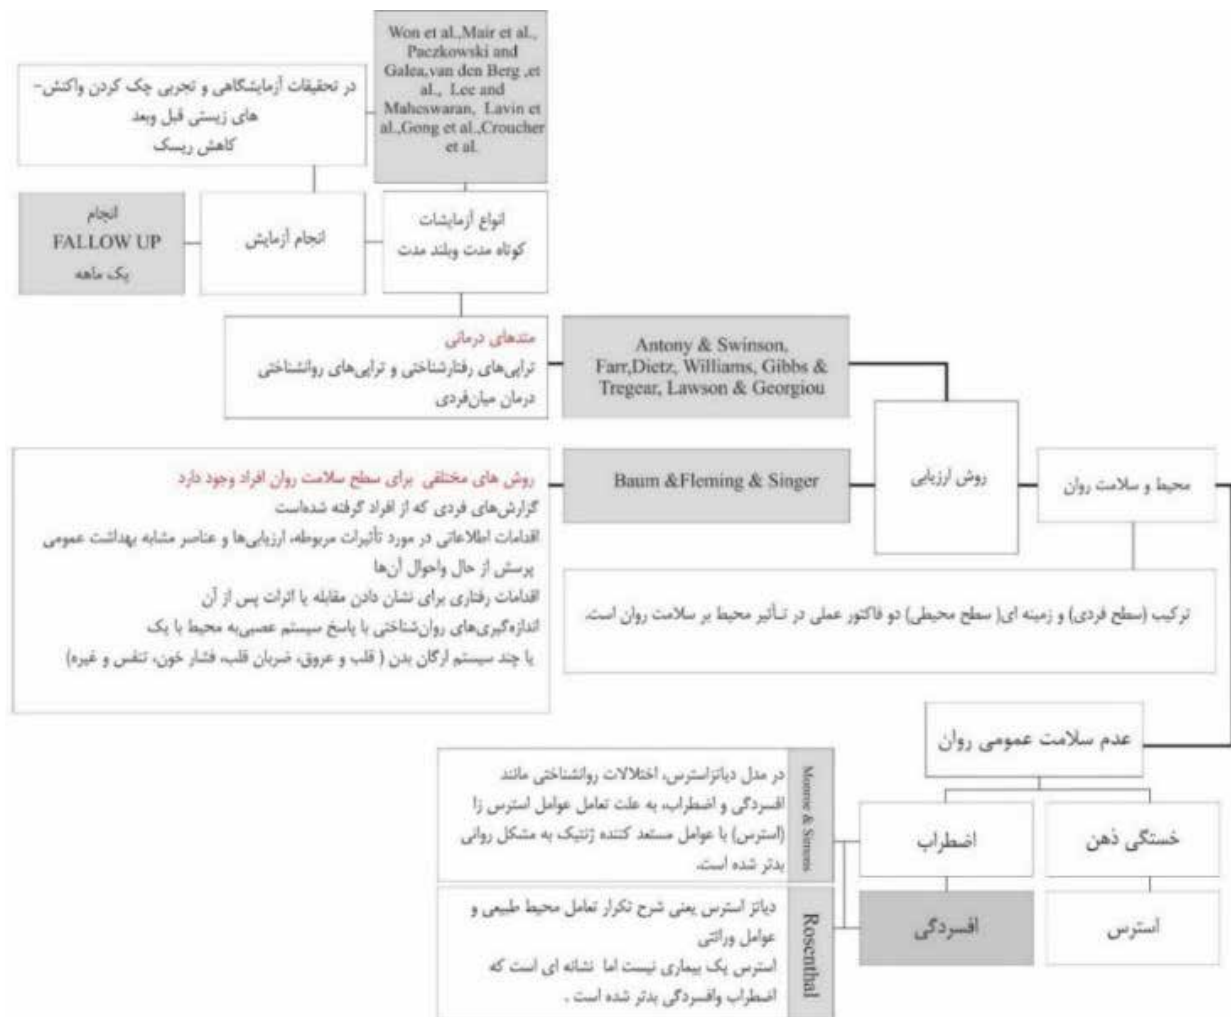 Won et al.,Mair et al.,
Paczkowski and
Galea,van den Berg ,et
al., Lee and
Maheswaran, Lavin et
al.,Gong et al.,Croucher
et al.
در تحقیقات آزمایشگاهی و تجربی چک کردن واکنش-
های زیستی قبل وبعد
کاهش ریسک
انواع آزمایشات
کوتاه مدت وبلند مدت
انجام آزمایش
انجام
FALLOW UP
یک ماهه
متدهای درمانی
تراپی‌های رفتارشناختی و تراپی‌های روانشناختی
درمان میان‌فردی
Antony & Swinson,
Farr,Dietz, Williams, Gibbs &
Tregear, Lawson & Georgiou
محیط و سلامت روان
روش ارزیابی
Baum &Fleming & Singer
روش های مختلفی برای سطح سلامت روان افراد وجود دارد
گزارش‌های فردی که از افراد گرفته شده‌است
اقدامات اطلاعاتی در مورد تأثیرات مربوطه، ارزیابی‌ها و عناصر مشابه بهداشت عمومی
پرسش از حال واحوال آن‌ها
اقدامات رفتاری برای نشان دادن مقابله یا اثرات پس از آن
اندازه‌گیری‌های روان‌شناختی با پاسخ سیستم عصبی‌به محیط با یک
یا چند سیستم ارگان بدن ( قلب و عروق، ضربان قلب، فشار خون، تنفس و غیره)
ترکیب (سطح فردی) و زمینه ای( سطح محیطی) دو فاکتور عملی در تأثیر محیط بر سلامت روان است.
عدم سلامت عمومی روان
خستگی ذهن
اضطراب
استرس
افسردگی
Monroe & Simons
در مدل دیاتزاسترس، اختلالات روانشناختی مانند
افسردگی و اضطراب، به علت تعامل عوامل استرس زا
(استرس) با عوامل مستعد کننده ژنتیک به مشکل روانی
بدتر شده است.
Rosenthal
دیاتز استرس یعنی شرح تکرار تعامل محیط طبیعی و
عوامل وراثتی
استرس یک بیماری نیست اما نشانه ای است که
اضطراب وافسردگی بدتر شده است .